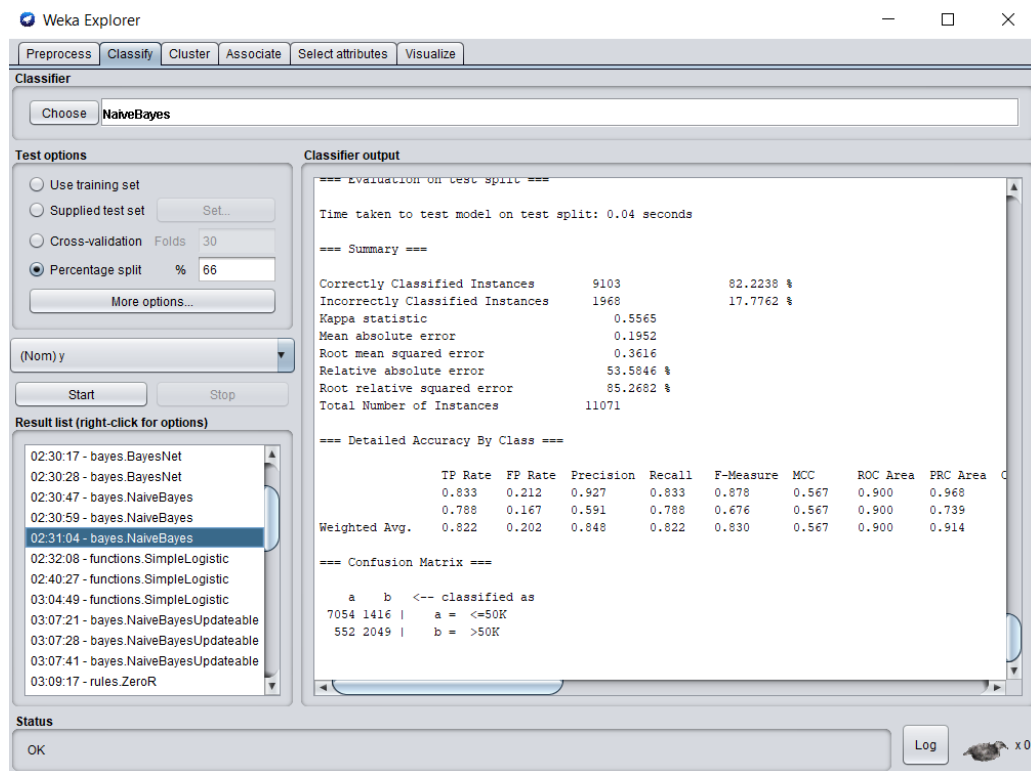 Weka Explorer
Preprocess Classify Cluster Associate Select attributes Visualize
Classifier
Choose NaiveBayes
Test options
Use training set
Supplied test set Set...
Cross-validation Folds 30
Percentage split % 66
More options...
(Nom) y
Start Stop
Result list (right-click for options)
02:30:17 - bayes.BayesNet
02:30:28 - bayes.BayesNet
02:30:47 - bayes.NaiveBayes
02:30:59 - bayes.NaiveBayes
02:31:04 - bayes.NaiveBayes
02:32:08 - functions.SimpleLogistic
02:40:27 - functions.SimpleLogistic
03:04:49 - functions.SimpleLogistic
03:07:21 - bayes.NaiveBayesUpdateable
03:07:28 - bayes.NaiveBayesUpdateable
03:07:41 - bayes.NaiveBayesUpdateable
03:09:17 - rules.ZeroR
Classifier output
=== Evaluation on test split ===
Time taken to test model on test split: 0.04 seconds
=== Summary ===
Correctly Classified Instances 9103 82.2238 %
Incorrectly Classified Instances 1968 17.7762 %
Kappa statistic 0.5565
Mean absolute error 0.1952
Root mean squared error 0.3616
Relative absolute error 53.5846 %
Root relative squared error 85.2682 %
Total Number of Instances 11071
=== Detailed Accuracy By Class ===
TP Rate FP Rate Precision Recall F-Measure MCC ROC Area PRC Area C
0.833 0.212 0.927 0.833 0.878 0.567 0.900 0.968
0.788 0.167 0.591 0.788 0.676 0.567 0.900 0.739
Weighted Avg. 0.822 0.202 0.848 0.822 0.830 0.567 0.900 0.914
=== Confusion Matrix ===
a b <-- classified as
7054 1416 | a = <=50K
552 2049 | b = >50K
Status
OK
Log
x 0